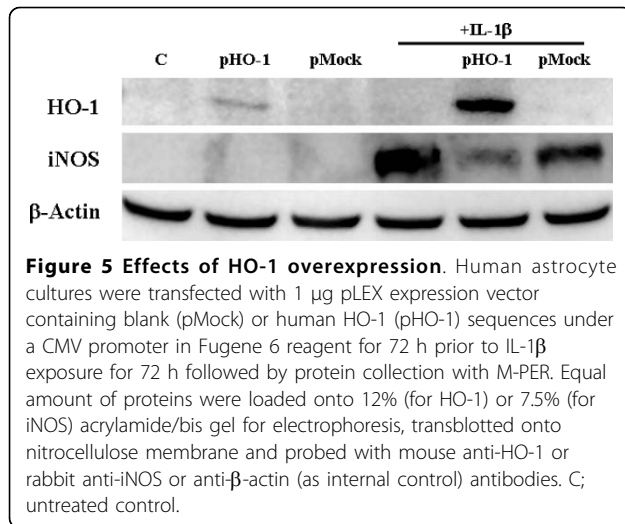 +IL-1β
C pHO-1 pMock pHO-1 pMock
HO-1
iNOS
β-Actin
Figure 5 Effects of HO-1 overexpression. Human astrocyte
cultures were transfected with 1 μg pLEX expression vector
containing blank (pMock) or human HO-1 (pHO-1) sequences under
a CMV promoter in Fugene 6 reagent for 72 h prior to IL-1β
exposure for 72 h followed by protein collection with M-PER. Equal
amount of proteins were loaded onto 12% (for HO-1) or 7.5% (for
iNOS) acrylamide/bis gel for electrophoresis, transblotted onto
nitrocellulose membrane and probed with mouse anti-HO-1 or
rabbit anti-iNOS or anti-β-actin (as internal control) antibodies. C;
untreated control.